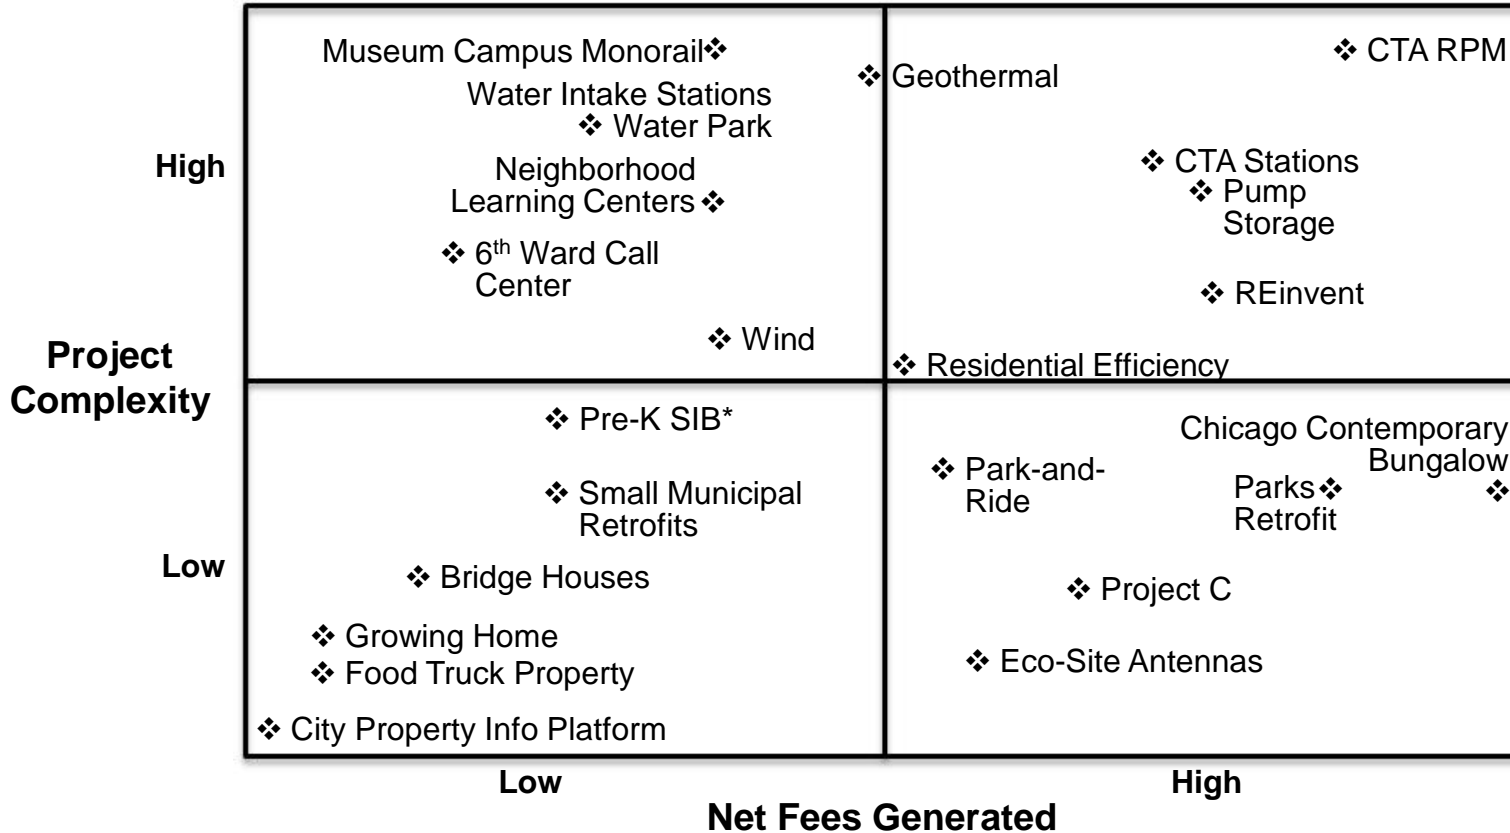 Museum Campus Monorail
CTA RPM
Geothermal
Water Intake Stations
Water Park
High
Neighborhood
Learning Centers
CTA Stations
Pump
Storage
6th Ward Call
Center
REinvent
Wind
Residential Efficiency
Project
Complexity
Pre-K SIB*
Chicago Contemporary
Bungalow
Park-and-
Ride
Parks
Retrofit
Small Municipal
Retrofits
Low
Bridge Houses
Project C
Growing Home
Food Truck Property
Eco-Site Antennas
City Property Info Platform
Low
High
Net Fees Generated